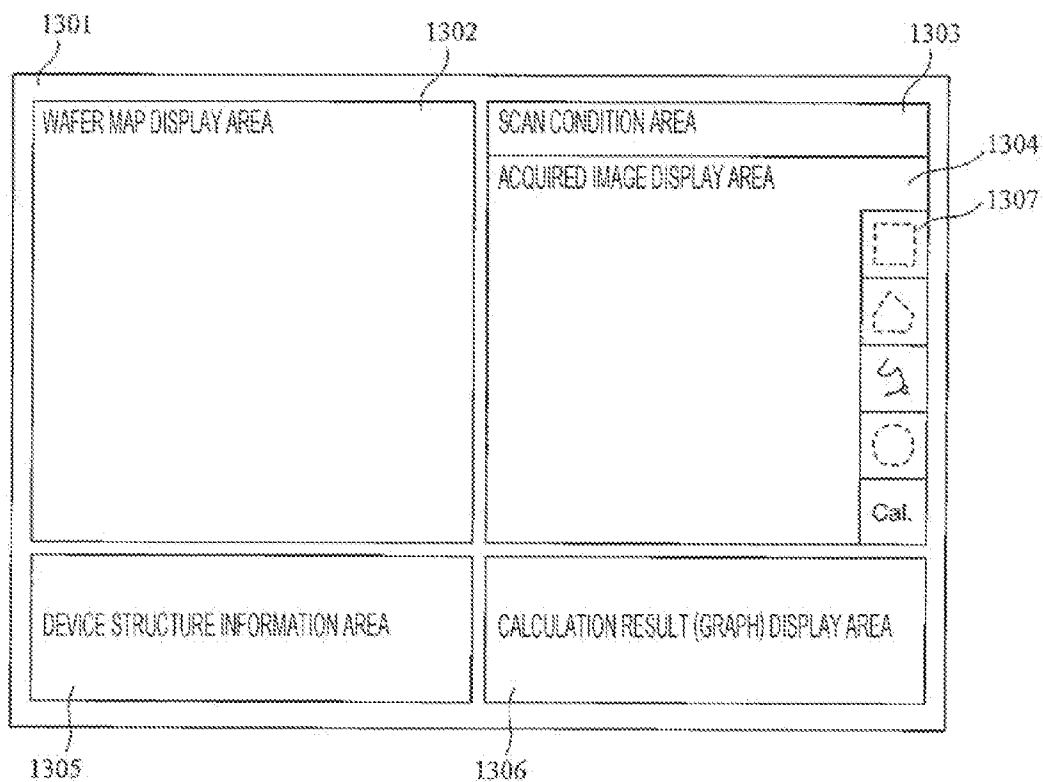 1301
1302
1303
WAFER MAP DISPLAY AREA
SCAN CONDITION AREA
1304
ACQUIRED IMAGE DISPLAY AREA
1307
Cal.
DEVICE STRUCTURE INFORMATION AREA
CALCULATION RESULT (GRAPH) DISPLAY AREA
1305
1306